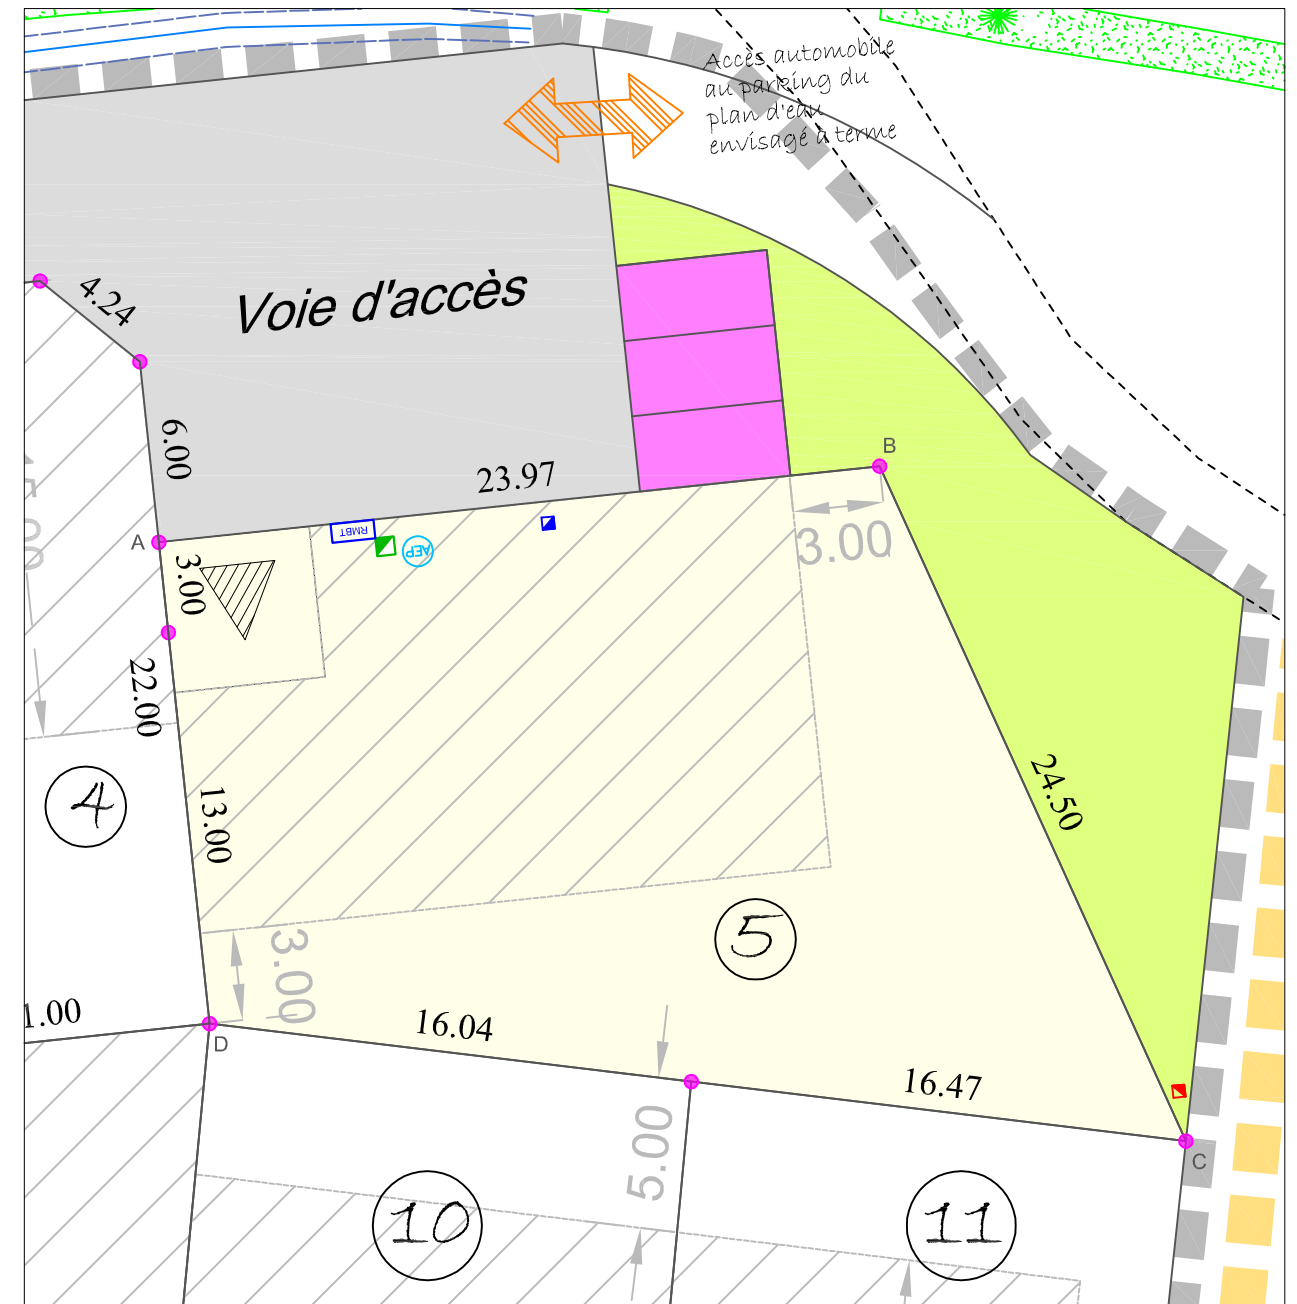 Accès automobile
au parking du
plan d'eau
envisagé à terme
4.24
Voie d'accès
6.00
23.97
B
A
RMBT
AEP
3.00
3.00
22.00
13.00
4
24.50
5
3.00
1.00
16.04
D
16.47
5.00
C
10
11